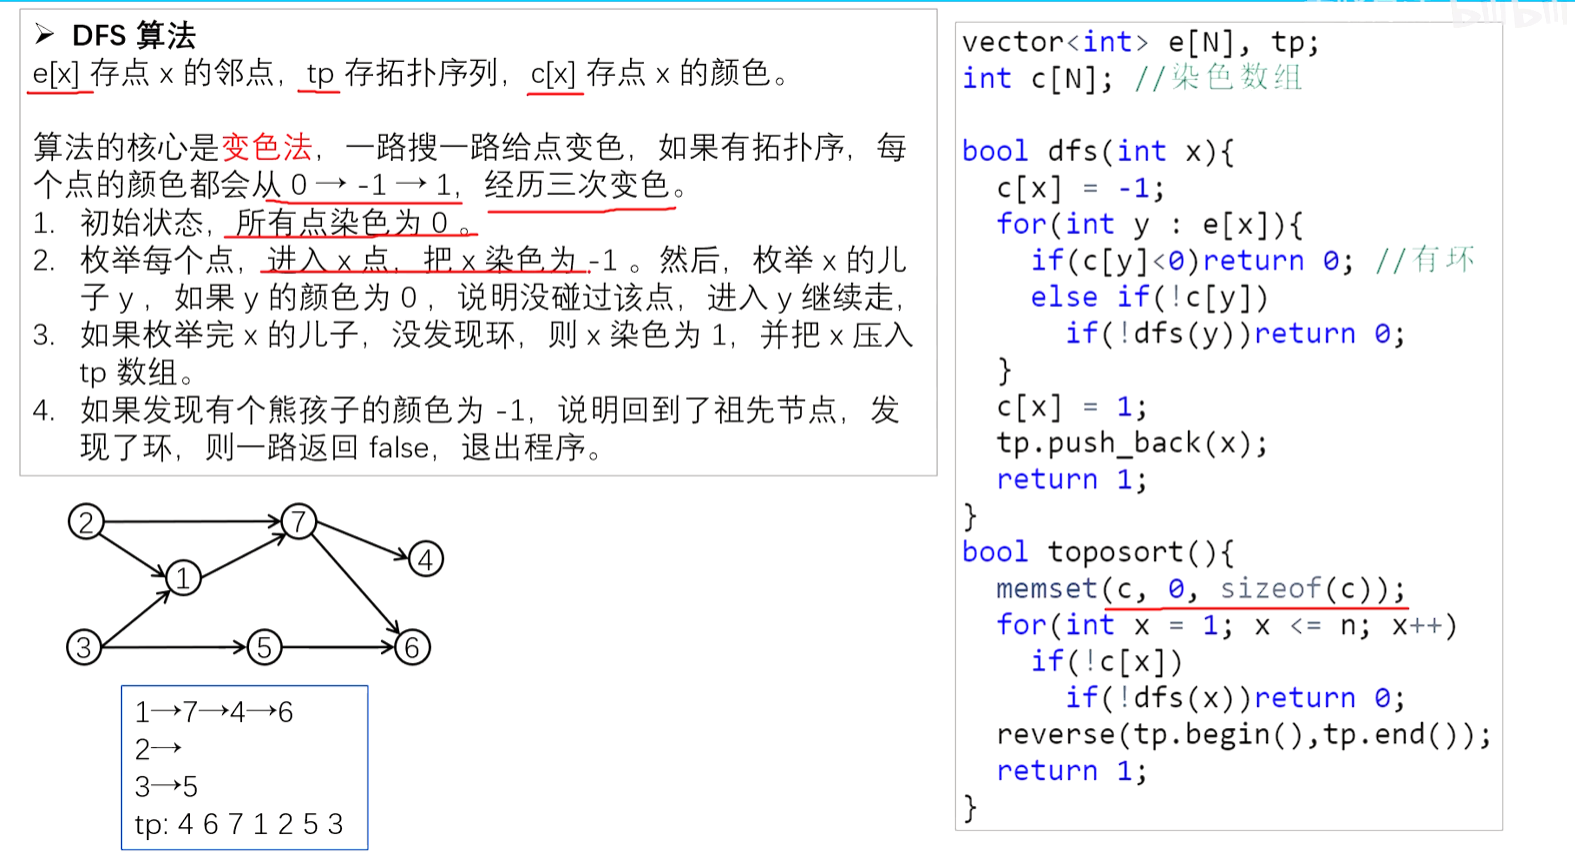 ➢ DFS 算法
e[x] 存点 x 的邻点，tp 存拓扑序列，c[x] 存点 x 的颜色。
算法的核心是变色法，一路搜一路给点变色，如果有拓扑序，每
个点的颜色都会从 0 → -1 → 1，经历三次变色。
1. 初始状态，所有点染色为 0 。
2. 枚举每个点，进入 x 点，把 x 染色为 -1 。然后，枚举 x 的儿
子 y ，如果 y 的颜色为 0 ，说明没碰过该点，进入 y 继续走，
3. 如果枚举完 x 的儿子，没发现环，则 x 染色为 1，并把 x 压入
tp 数组。
4. 如果发现有个熊孩子的颜色为 -1，说明回到了祖先节点，发
现了环，则一路返回 false，退出程序。
2
7
4
1
3
5
6
1→7→4→6
2→
3→5
tp: 4 6 7 1 2 5 3
vector<int> e[N], tp;
int c[N]; //染色数组
bool dfs(int x){
c[x] = -1;
for(int y : e[x]){
if(c[y]<0)return 0; //有环
else if(!c[y])
if(!dfs(y))return 0;
}
c[x] = 1;
tp.push_back(x);
return 1;
}
bool toposort(){
memset(c, 0, sizeof(c));
for(int x = 1; x <= n; x++)
if(!c[x])
if(!dfs(x))return 0;
reverse(tp.begin(),tp.end());
return 1;
}
bilibili